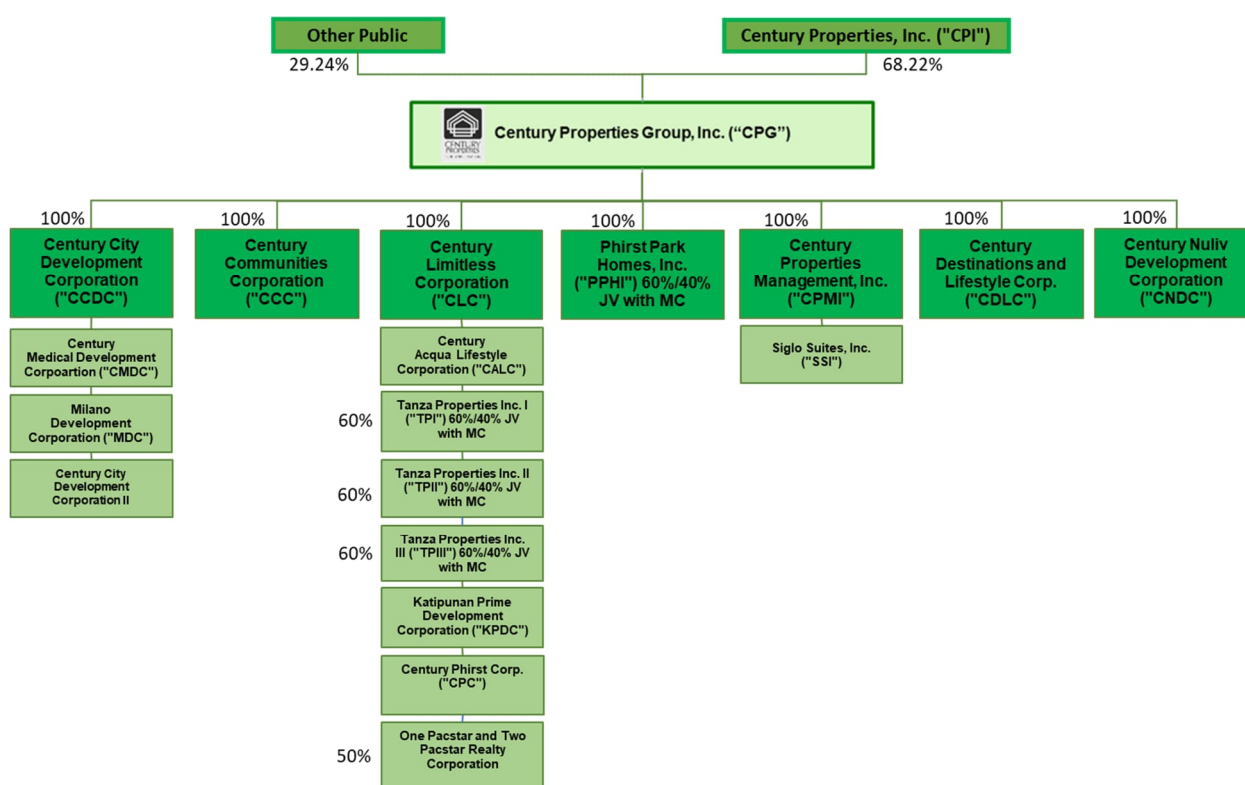 Other Public
Century Properties, Inc. ("CPI")
29.24%
68.22%
CENTURY
PROPERTIES
Century Properties Group, Inc. (“CPG”)
100%
100%
100%
100%
100%
100%
100%
Century City
Development
Corporation
("CCDC")
Century
Communities
Corporation
("CCC")
Century
Limitless
Corporation
("CLC")
Phirst Park
Homes, Inc.
("PPHI") 60%/40%
JV with MC
Century
Properties
Management, Inc.
("CPMI")
Century
Destinations and
Lifestyle Corp.
("CDLC")
Century Nuliv
Development
Corporation
("CNDC")
Century
Medical Development
Corpoartion ("CMDC")
Milano
Development
Corporation ("MDC")
Century City
Development
Corporation II
Century
Acqua Lifestyle
Corporation ("CALC")
60%
Tanza Properties Inc. I
("TPI") 60%/40% JV
with MC
60%
Tanza Properties Inc. II
("TPII") 60%/40% JV
with MC
60%
Tanza Properties Inc.
III ("TPIII") 60%/40% JV
with MC
Katipunan Prime
Development
Corporation ("KPDC")
Century Phirst Corp.
("CPC")
50%
One Pacstar and Two
Pacstar Realty
Corporation
Siglo Suites, Inc.
("SSI")